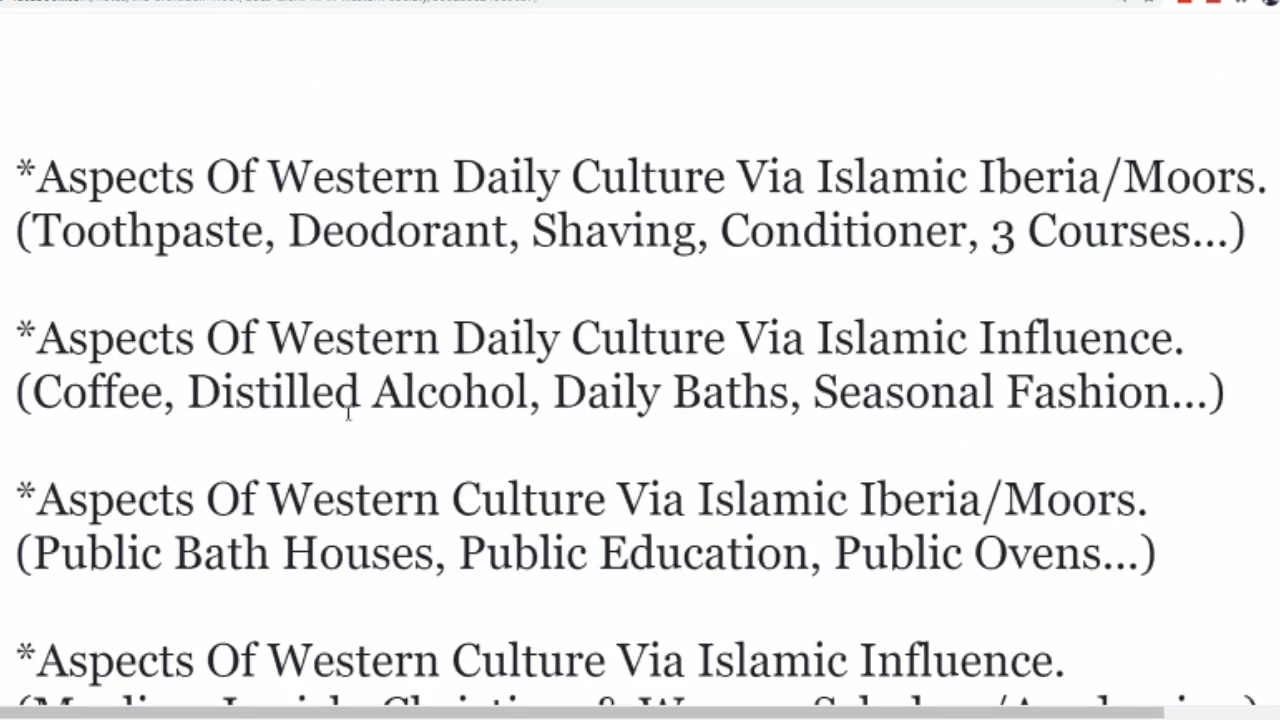 *Aspects Of Western Daily Culture Via Islamic Iberia/Moors.
(Toothpaste, Deodorant, Shaving, Conditioner, 3 Courses...)
*Aspects Of Western Daily Culture Via Islamic Influence.
(Coffee, Distilled Alcohol, Daily Baths, Seasonal Fashion...)
*Aspects Of Western Culture Via Islamic Iberia/Moors.
(Public Bath Houses, Public Education, Public Ovens...)
*Aspects Of Western Culture Via Islamic Influence.